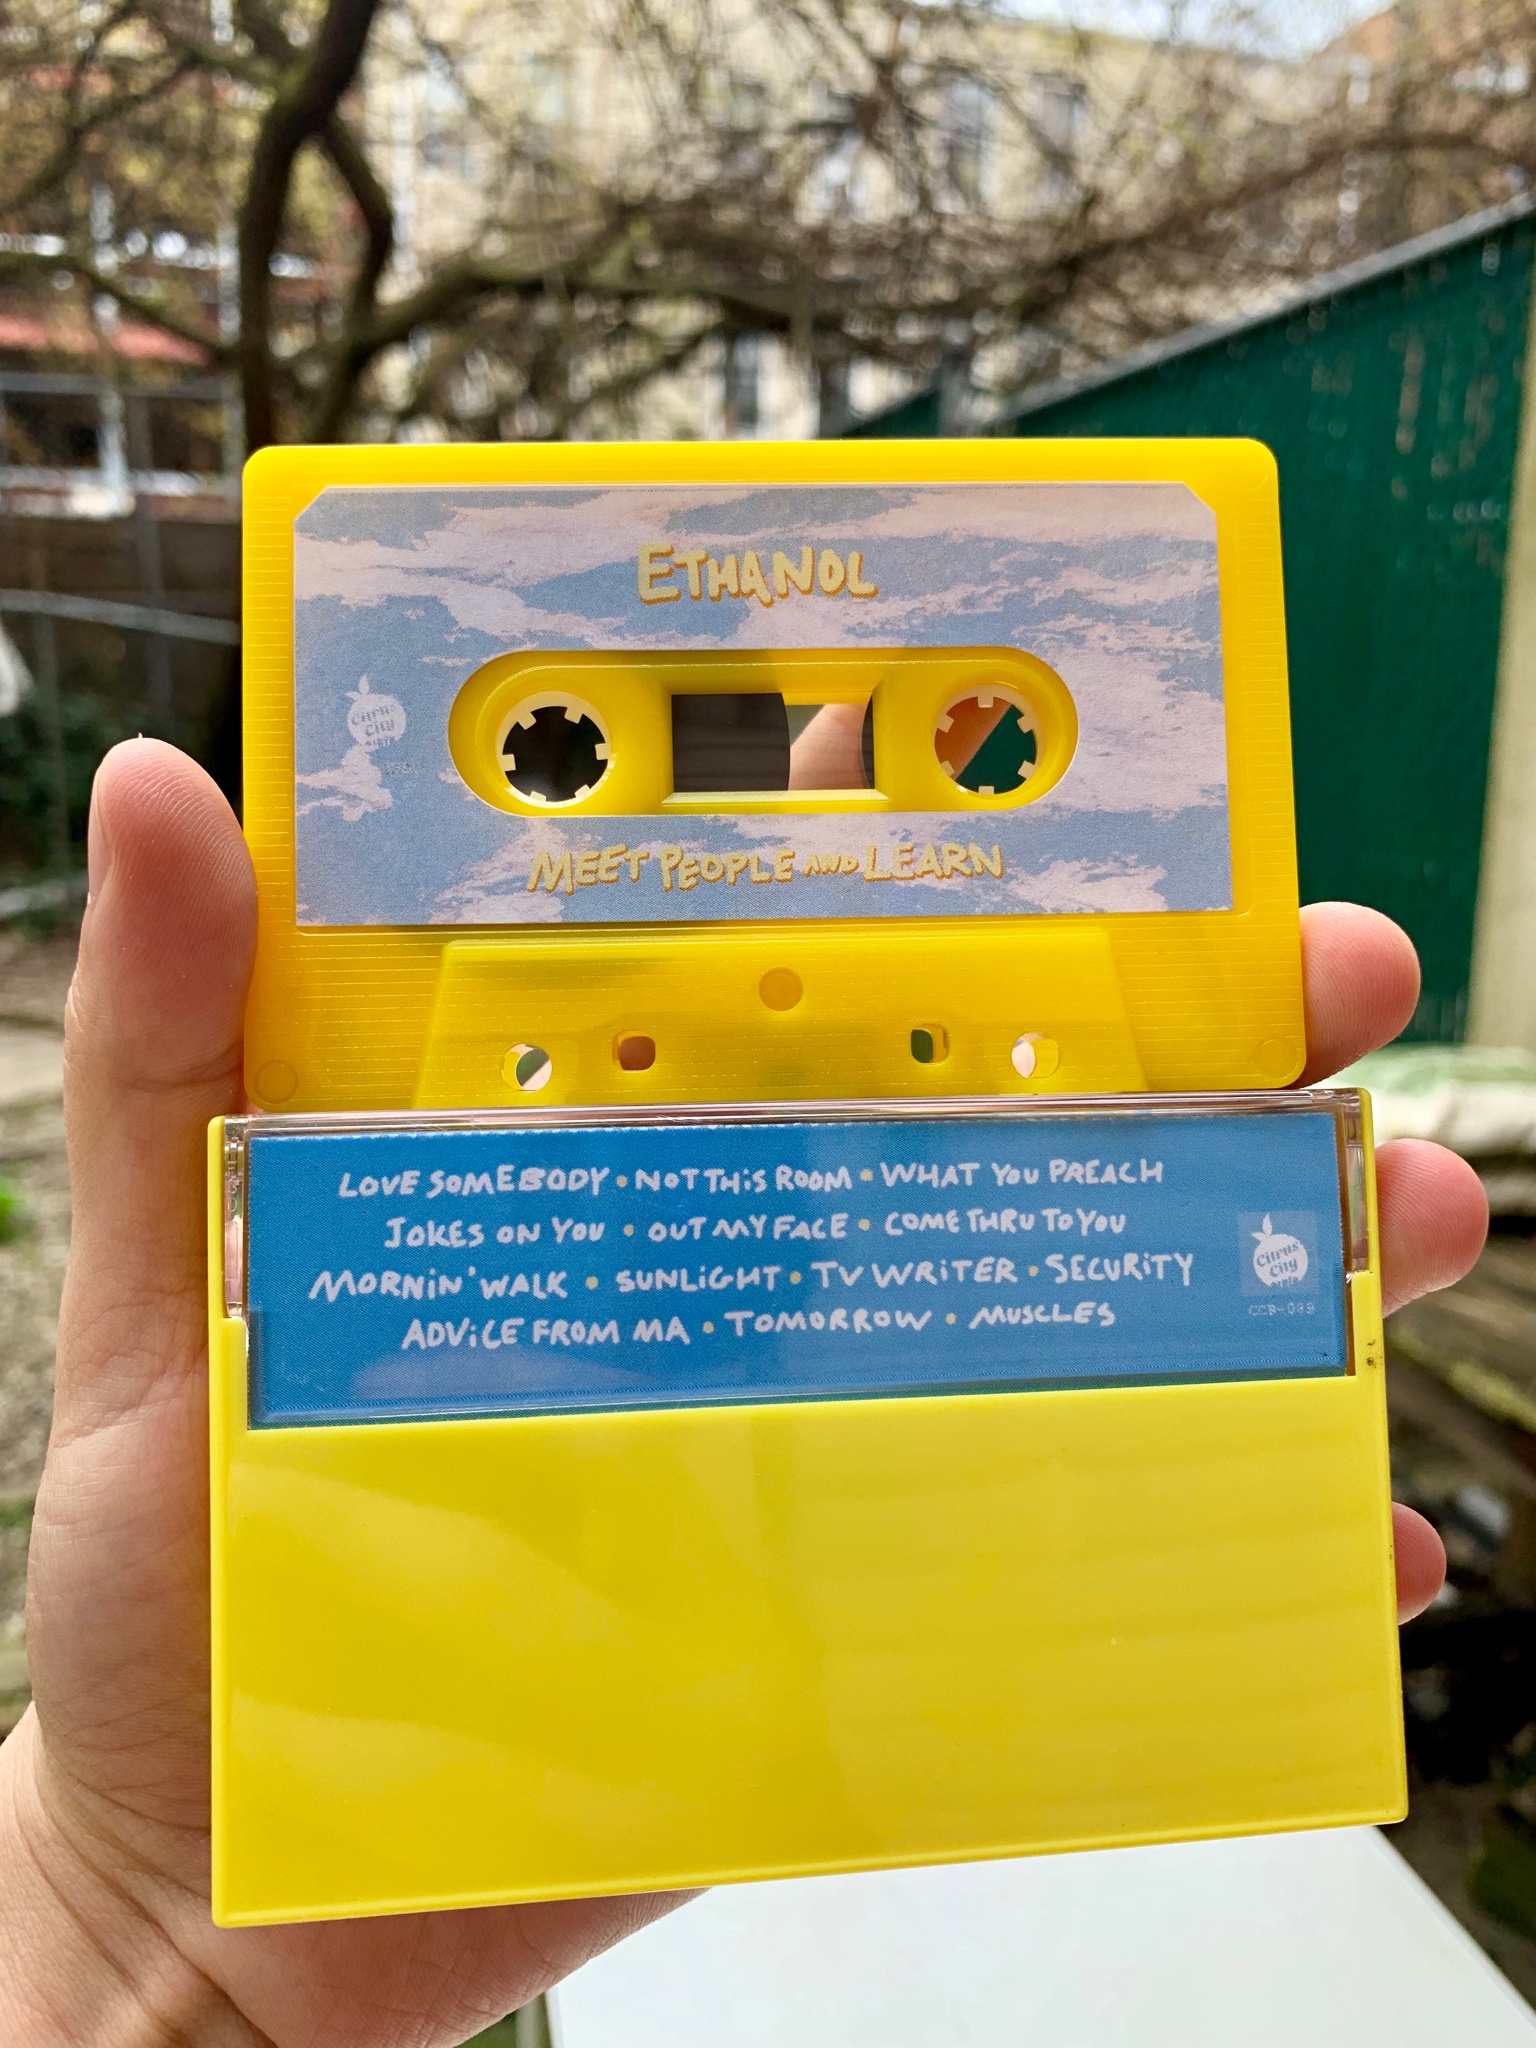 ETHANOL
Citrus
City
MEET PEOPLE AND LEARN
LOVE SOMEBODY • NOT THiS ROOM • WHAT YOU PREACH
JOKES ON YOU • OUT MY FACE • COME THRU TO YOU
MORNiN' WALK • SUNLiGHT • TV WRiTER • SECURiTY
ADViCE FROM MA • TOMORROW • MUSCLES
Citrus
City